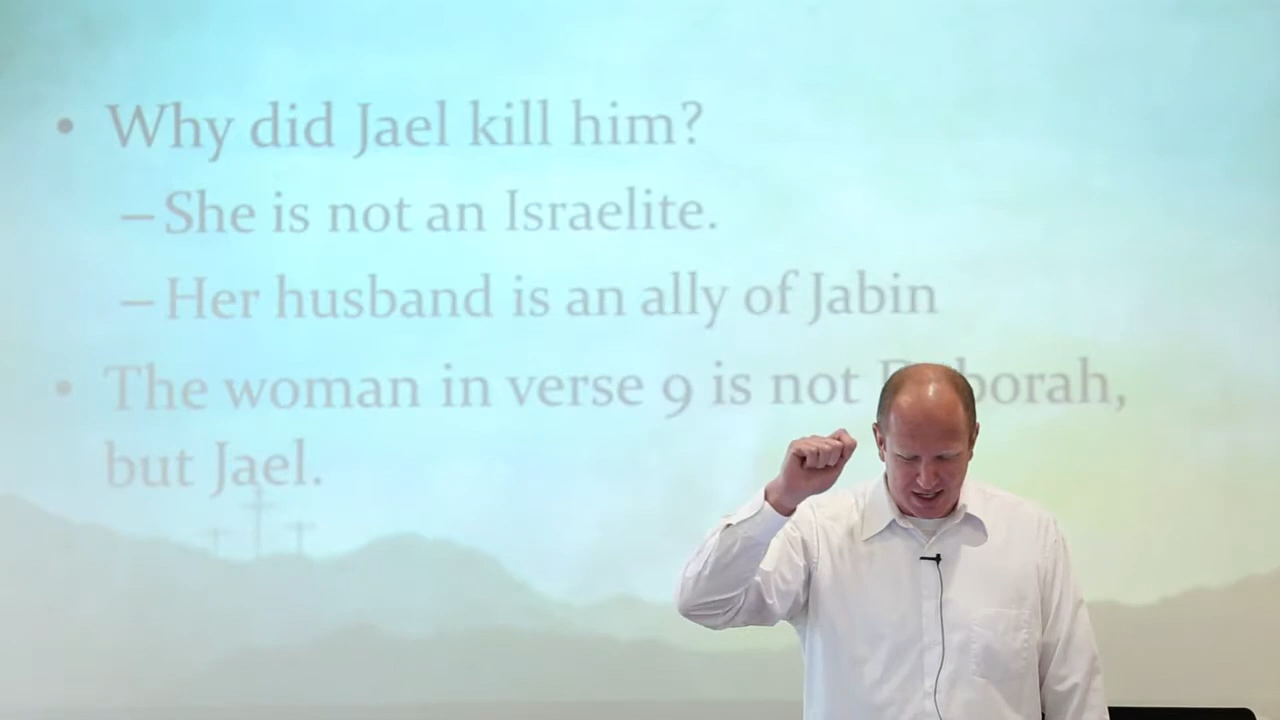 • Why did Jael kill him?
– She is not an Israelite.
– Her husband is an ally of Jabin
• The woman in verse 9 is not Deborah,
but Jael.